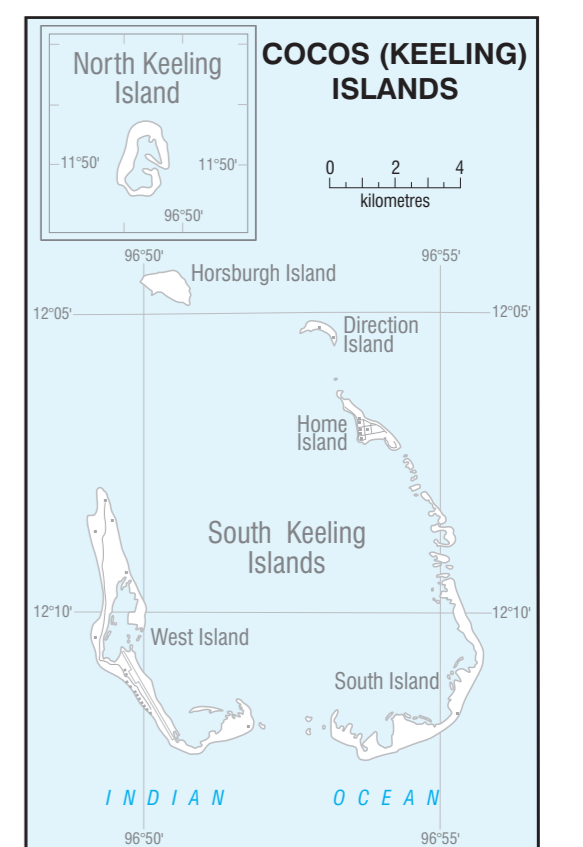 COCOS (KEELING)
ISLANDS
North Keeling
Island
11°50'
11°50'
96°50'
0 2 4
kilometres
96°50'
96°55'
Horsburgh Island
12°05'
12°05'
Direction
Island
Home
Island
South Keeling
Islands
12°10'
12°10'
West Island
South Island
INDIAN OCEAN
96°50'
96°55'